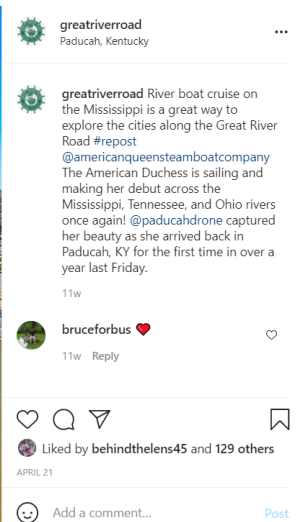 greatriverroad
Paducah, Kentucky
greatriverroad River boat cruise on
the Mississippi is a great way to
explore the cities along the Great River
Road #repost
@americanqueensteamboatcompany
The American Duchess is sailing and
making her debut across the
Mississippi, Tennessee, and Ohio rivers
once again! @paducahdrone captured
her beauty as she arrived back in
Paducah, KY for the first time in over a
year last Friday.
11w
bruceforbus ❤️
11w Reply
Liked by behindthelens45 and 129 others
APRIL 21
Add a comment... Post